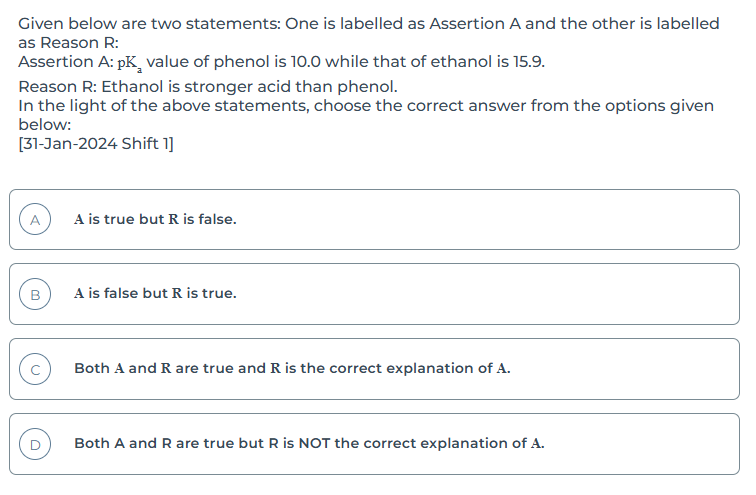 Given below are two statements: One is labelled as Assertion A and the other is labelled
as Reason R:
Assertion A: pKₐ value of phenol is 10.0 while that of ethanol is 15.9.
Reason R: Ethanol is stronger acid than phenol.
In the light of the above statements, choose the correct answer from the options given
below:
[31-Jan-2024 Shift 1]
A A is true but R is false.
B A is false but R is true.
C Both A and R are true and R is the correct explanation of A.
D Both A and R are true but R is NOT the correct explanation of A.